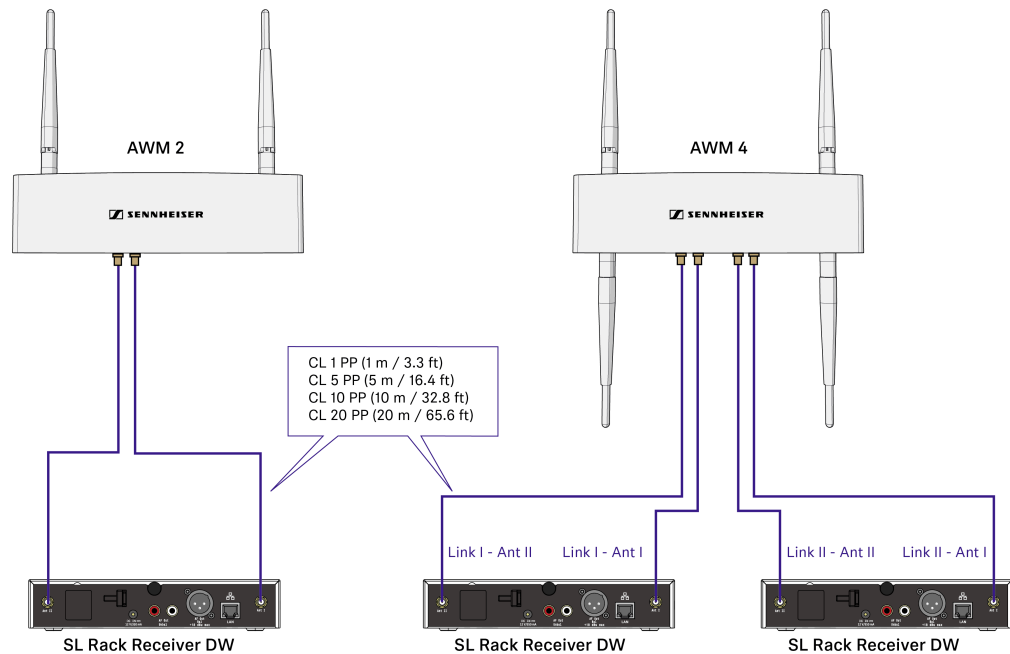 AWM 2
AWM 4
SENNHEISER
SENNHEISER
CL 1 PP (1 m / 3.3 ft)
CL 5 PP (5 m / 16.4 ft)
CL 10 PP (10 m / 32.8 ft)
CL 20 PP (20 m / 65.6 ft)
Link I - Ant II
Link I - Ant I
Link II - Ant II
Link II - Ant I
LAN
LAN
LAN
SL Rack Receiver DW
SL Rack Receiver DW
SL Rack Receiver DW